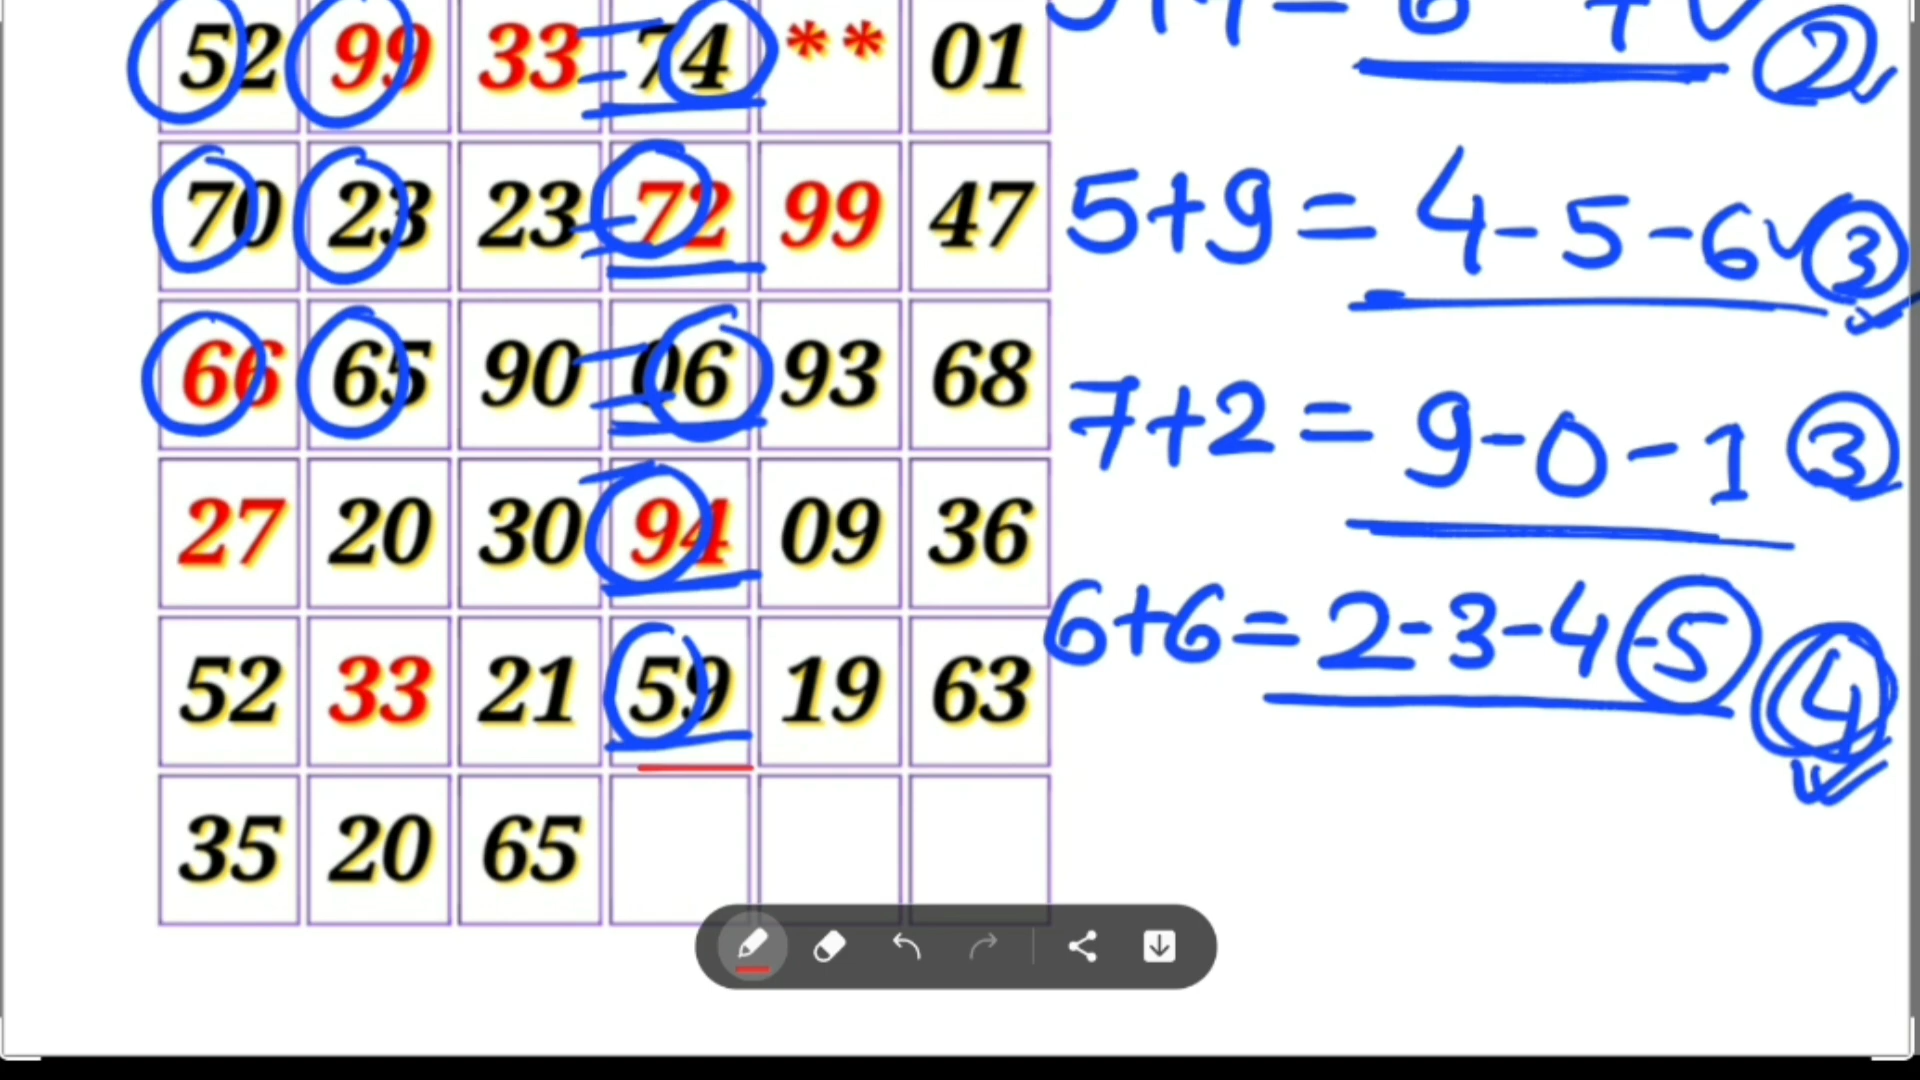 52 99 33 74 ** 01
2
70 23 23 72 99 47
5+9=4-5-6 3
66 65 90 06 93 68
7+2=9-0-1 3
27 20 30 94 09 36
6+6=2-3-4-5 4
52 33 21 59 19 63
35 20 65